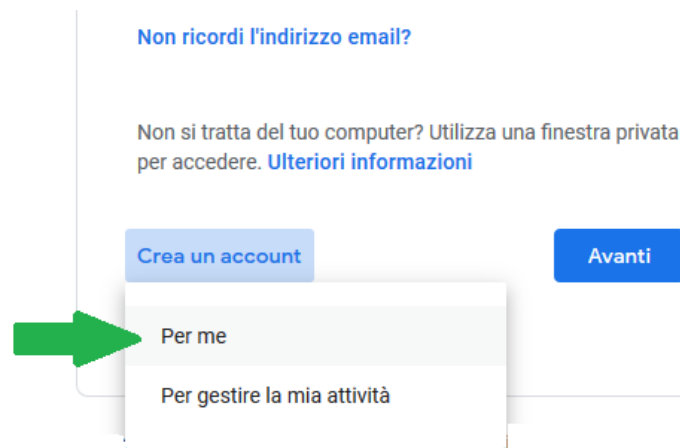 Non ricordi l'indirizzo email?
Non si tratta del tuo computer? Utilizza una finestra privata
per accedere. Ulteriori informazioni
Crea un account
Avanti
Per me
Per gestire la mia attività